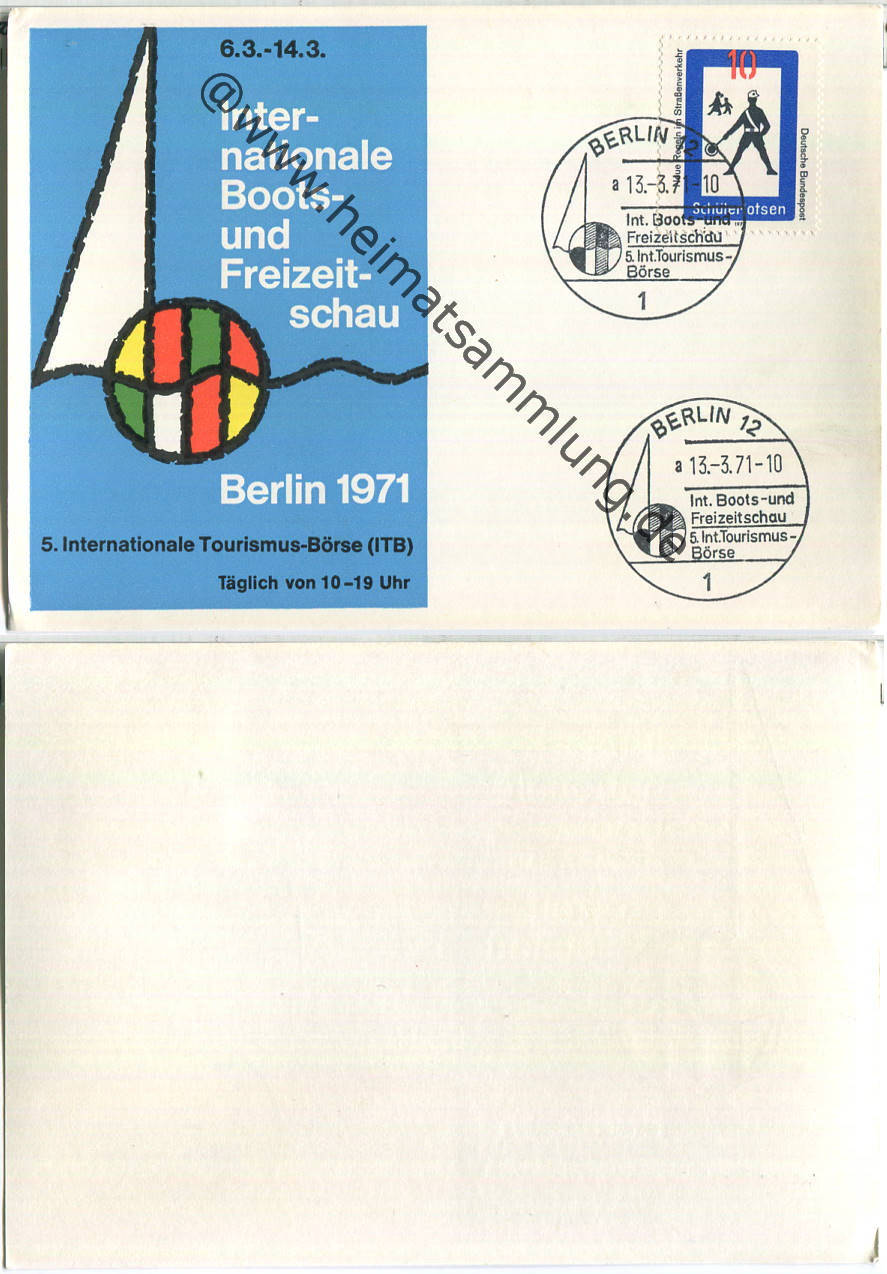 6.3.-14.3.
Inter-
nationale
Boots-
und
Freizeit-
schau
Berlin 1971
5. Internationale Tourismus-Börse (ITB)
Täglich von 10-19 Uhr
@www.heimatsammlung.de
10
Neue Regeln im Straßenverkehr
Deutsche Bundespost
Schülerlotsen
BERLIN 12
a 13.-3.71-10
Int. Boots-und
Freizeitschau
5. Int. Tourismus-
Börse
1
BERLIN 12
a 13.-3.71-10
Int. Boots-und
Freizeitschau
5. Int. Tourismus-
Börse
1